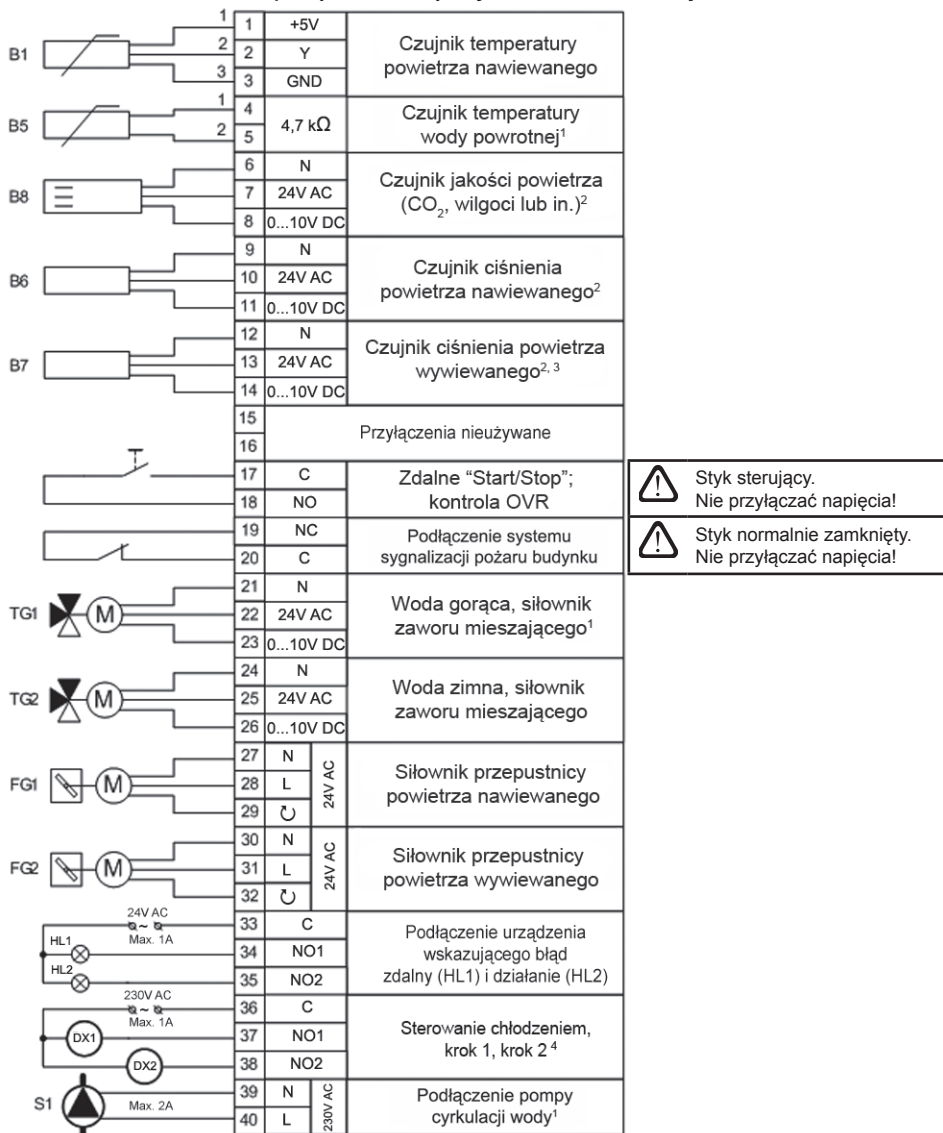 B1
1
1
+5V
2
2
Y
3
3
GND
Czujnik temperatury
powietrza nawiewanego
B5
1
4
2
5
4,7 kΩ
Czujnik temperatury
wody powrotnej¹
B8
6
N
7
24V AC
8
0...10V DC
Czujnik jakości powietrza
(CO₂, wilgoci lub in.)²
B6
9
N
10
24V AC
11
0...10V DC
Czujnik ciśnienia
powietrza nawiewanego²
B7
12
N
13
24V AC
14
0...10V DC
Czujnik ciśnienia powietrza
wywiewanego²˒ ³
15
16
Przyłączenia nieużywane
17
C
18
NO
Zdalne “Start/Stop”;
kontrola OVR
Styk sterujący.
Nie przyłączać napięcia!
19
NC
20
C
Podłączenie systemu
sygnalizacji pożaru budynku
Styk normalnie zamknięty.
Nie przyłączać napięcia!
TG1
M
21
N
22
24V AC
23
0...10V DC
Woda gorąca, siłownik
zaworu mieszającego¹
TG2
M
24
N
25
24V AC
26
0...10V DC
Woda zimna, siłownik
zaworu mieszającego
FG1
M
27
N
28
L
29
↻
24V AC
Siłownik przepustnicy
powietrza nawiewanego
FG2
M
30
N
31
L
32
↻
24V AC
Siłownik przepustnicy
powietrza wywiewanego
24V AC
~
Max. 1A
HL1
HL2
33
C
34
NO1
35
NO2
Podłączenie urządzenia
wskazującego błąd
zdalny (HL1) i działanie (HL2)
230V AC
~
Max. 1A
DX1
DX2
36
C
37
NO1
38
NO2
Sterowanie chłodzeniem,
krok 1, krok 2 ⁴
S1
Max. 2A
39
N
40
L
230V AC
Podłączenie pompy
cyrkulacji wody¹